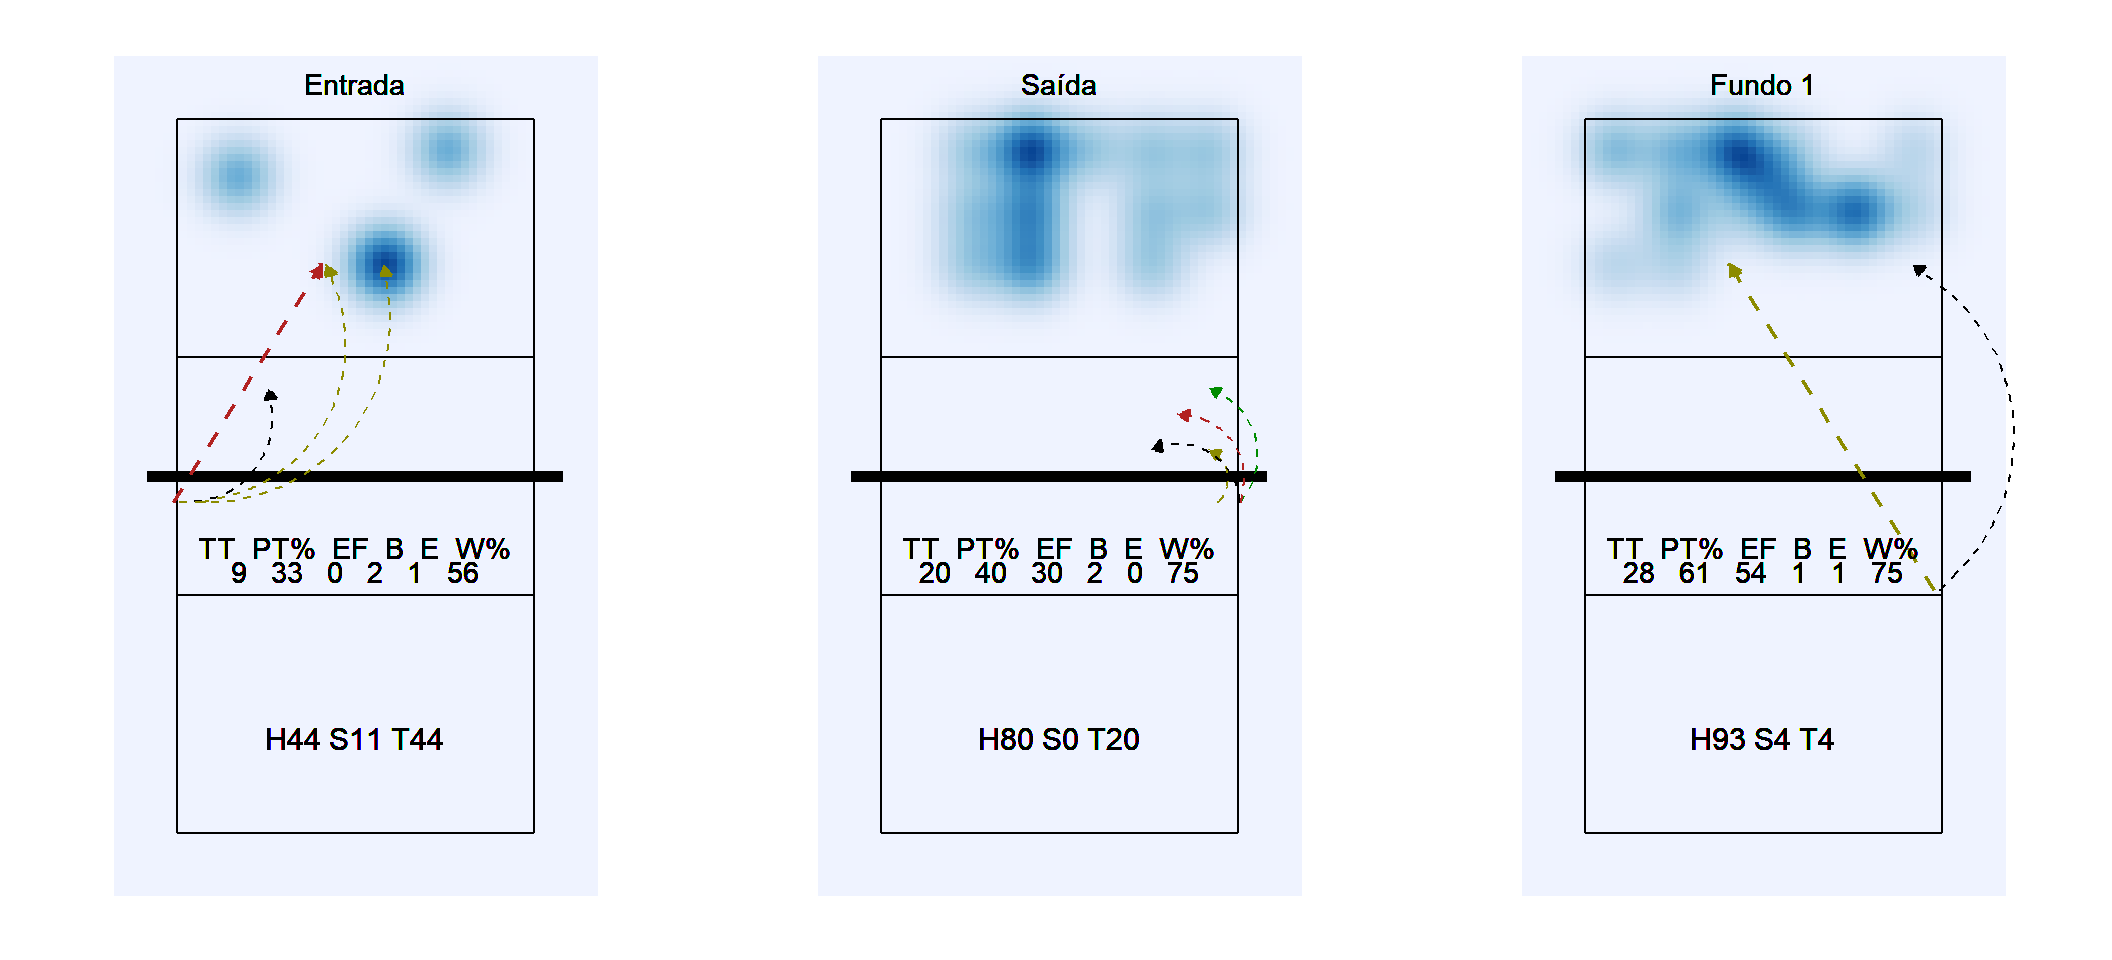 Entrada
TT PT% EF B E W%
9 33 0 2 1 56
H44 S11 T44
Saída
TT PT% EF B E W%
20 40 30 2 0 75
H80 S0 T20
Fundo 1
TT PT% EF B E W%
28 61 54 1 1 75
H93 S4 T4